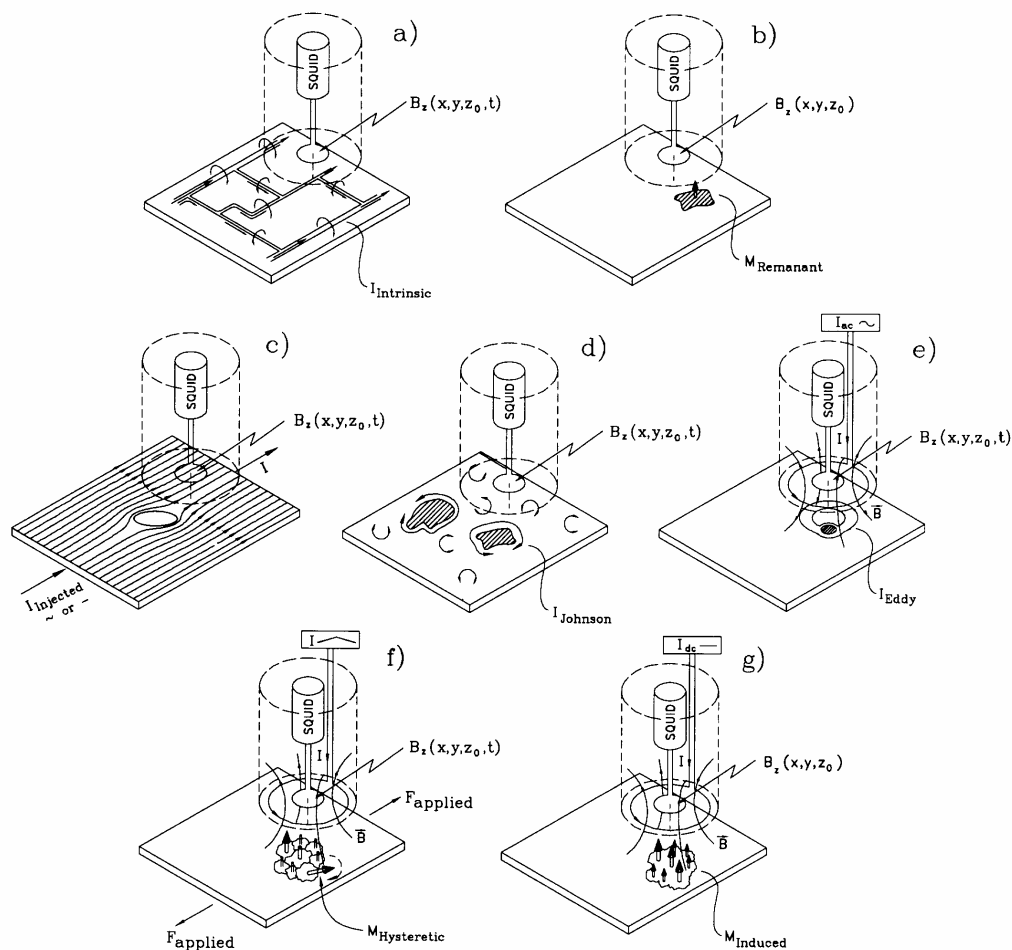 a)
SQUID
B_z(x,y,z_0,t)
I_Intrinsic
b)
SQUID
B_z(x,y,z_0)
M_Remanant
c)
SQUID
B_z(x,y,z_0,t)
I
I_Injected
~ or -
d)
SQUID
B_z(x,y,z_0,t)
I_Johnson
e)
I_ac ~
SQUID
I
B_z(x,y,z_0,t)
B
I_Eddy
f)
I
SQUID
I
B_z(x,y,z_0,t)
F_applied
B
M_Hysteretic
F_applied
g)
I_dc —
SQUID
I
B_z(x,y,z_0)
B
M_Induced